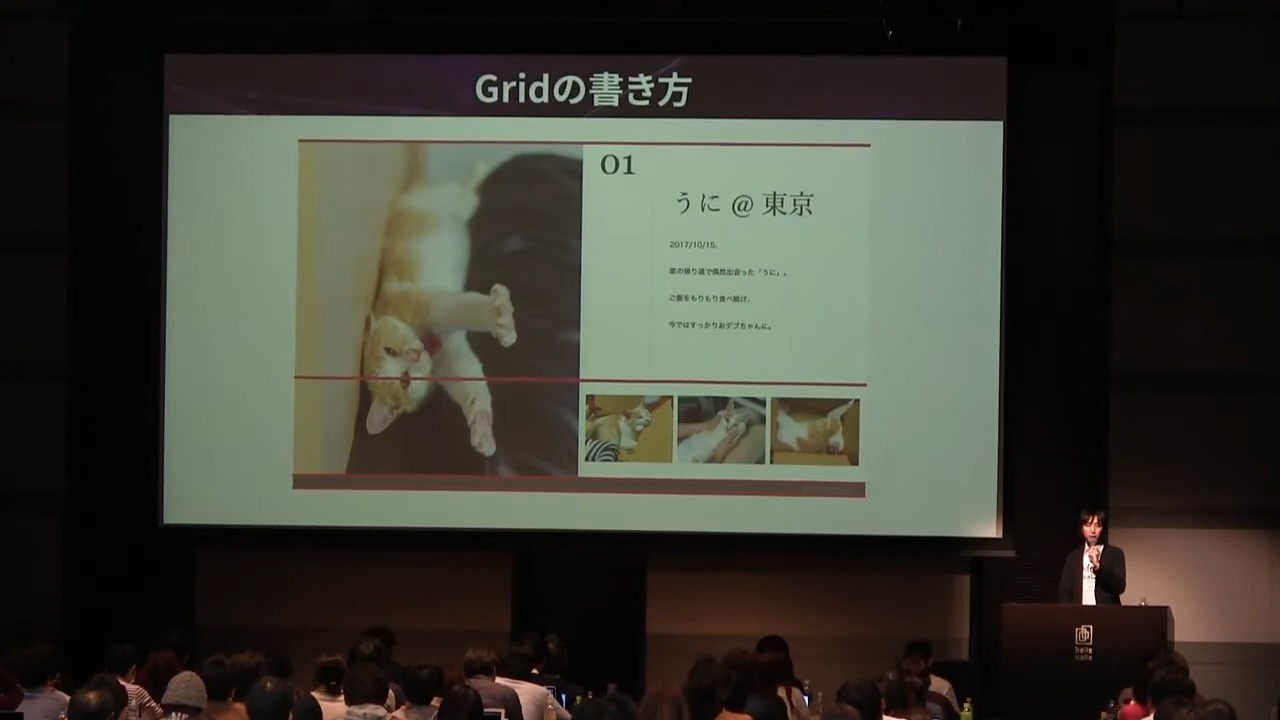 Gridの書き方
01
うに @ 東京
2017/10/15、
家の帰り道で偶然出会った「うに」。
ご飯をもりもり食べ続け、
今ではすっかりおデブちゃんに。
belle
salle